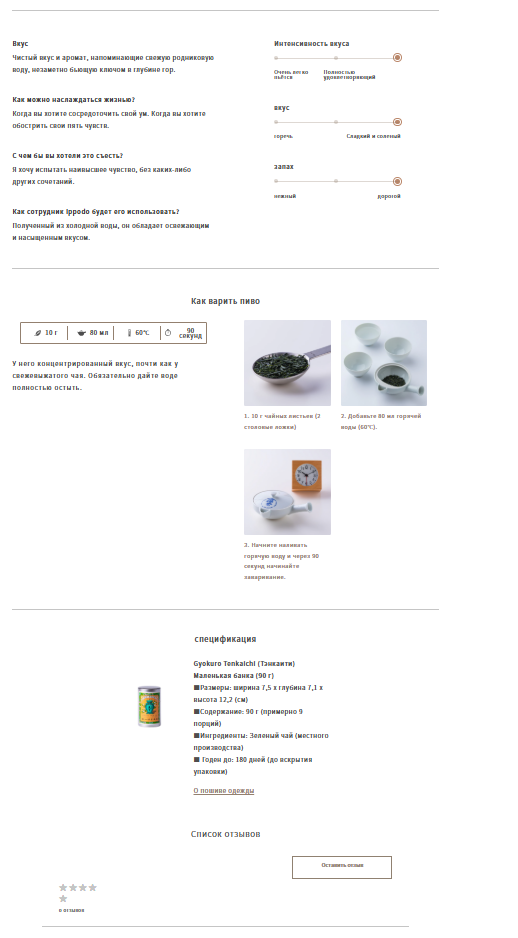 Вкус
Чистый вкус и аромат, напоминающие свежую родниковую
воду, незаметно бьющую ключом в глубине гор.
Как можно наслаждаться жизнью?
Когда вы хотите сосредоточить свой ум. Когда вы хотите
обострить свои пять чувств.
С чем бы вы хотели это съесть?
Я хочу испытать наивысшее чувство, без каких-либо
других сочетаний.
Как сотрудник Ippodo будет его использовать?
Полученный из холодной воды, он обладает освежающим
и насыщенным вкусом.
Интенсивность вкуса
Очень легко
Полностью
удовлетворяющий
вкус
горечь
Сладкий и соленый
запах
нежный
дорогой
Как варить пиво
10 г
80 мл
60℃
90
секунд
У него концентрированный вкус, почти как у
свежевыжатого чая. Обязательно дайте воде
полностью остыть.
1. 10 г чайных листьев (2
столовые ложки)
2. Добавьте 80 мл горячей
воды (60℃).
3. Начните наливать
горячую воду и через 90
секунд начинайте
заваривание.
спецификация
Gyokuro Tenkaichi (Тэнкаити)
Маленькая банка (90 г)
■Размеры: ширина 7,5 x глубина 7,1 x
высота 12,2 (см)
■Содержание: 90 г (примерно 9
порций)
■Ингредиенты: Зеленый чай (местного
производства)
■ Годен до: 180 дней (до вскрытия
упаковки)
О пошиве одежды
Список отзывов
Оставить отзыв
0 отзывов